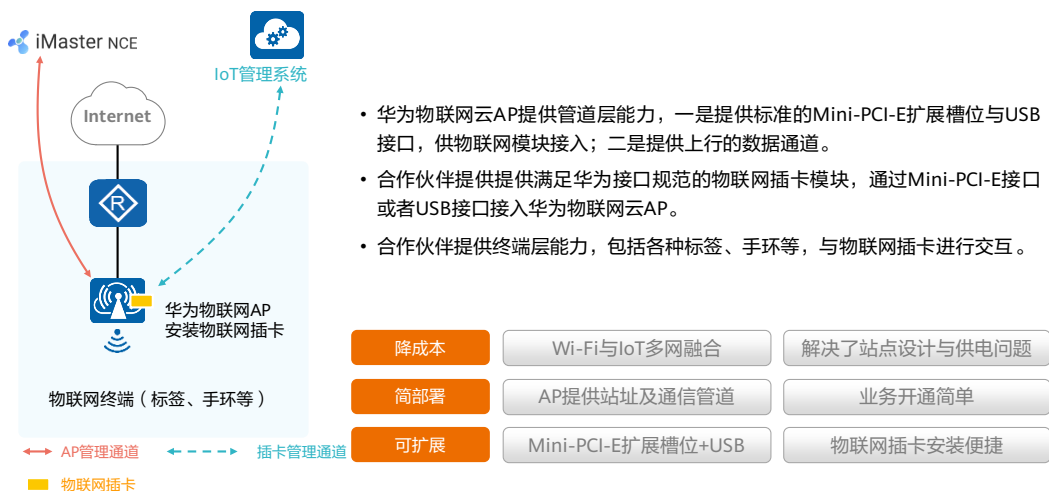 iMaster NCE
IoT管理系统
Internet
R
华为物联网AP
安装物联网插卡
物联网终端（标签、手环等）
AP管理通道
插卡管理通道
物联网插卡
• 华为物联网云AP提供管道层能力，一是提供标准的Mini-PCI-E扩展槽位与USB
接口，供物联网模块接入；二是提供上行的数据通道。
• 合作伙伴提供提供满足华为接口规范的物联网插卡模块，通过Mini-PCI-E接口
或者USB接口接入华为物联网云AP。
• 合作伙伴提供终端层能力，包括各种标签、手环等，与物联网插卡进行交互。
降成本 Wi-Fi与IoT多网融合 解决了站点设计与供电问题
简部署 AP提供站址及通信管道 业务开通简单
可扩展 Mini-PCI-E扩展槽位+USB 物联网插卡安装便捷